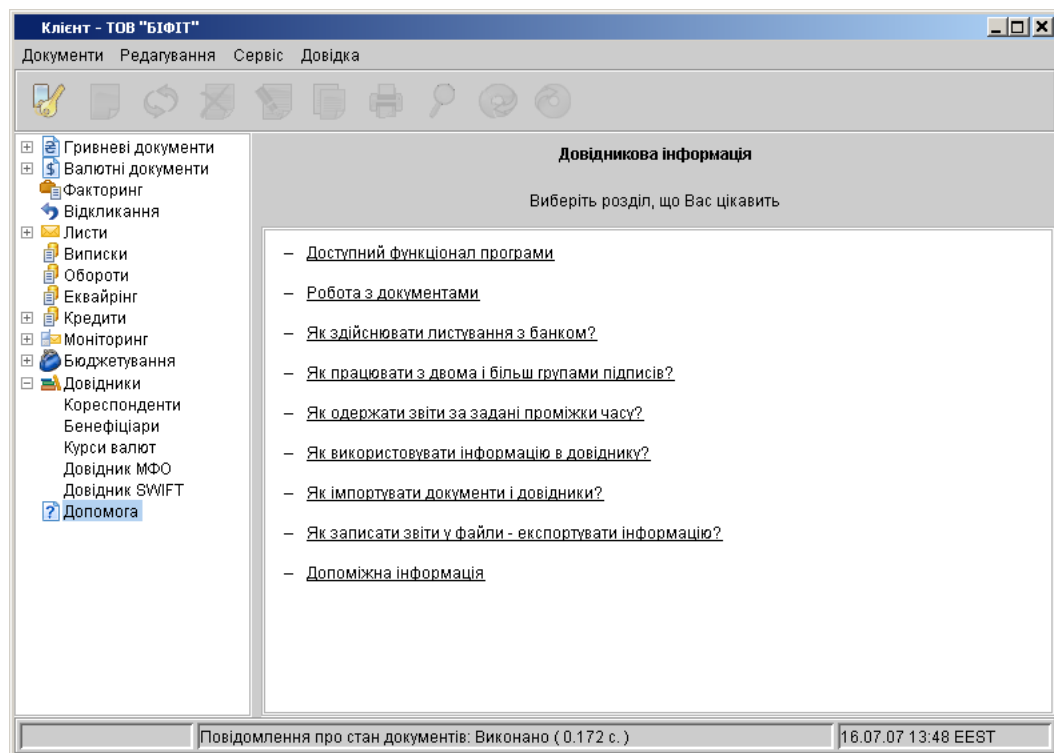 Клієнт - ТОВ "БІФІТ"
Документи Редагування Сервіс Довідка
Гривневі документи
Валютні документи
Факторинг
Відкликання
Листи
Виписки
Обороти
Еквайрінг
Кредити
Моніторинг
Бюджетування
Довідники
Кореспонденти
Бенефіціари
Курси валют
Довідник МФО
Довідник SWIFT
Допомога
Довідникова інформація
Виберіть розділ, що Вас цікавить
– Доступний функціонал програми
– Робота з документами
– Як здійснювати листування з банком?
– Як працювати з двома і більш групами підписів?
– Як одержати звіти за задані проміжки часу?
– Як використовувати інформацію в довіднику?
– Як імпортувати документи і довідники?
– Як записати звіти у файли - експортувати інформацію?
– Допоміжна інформація
Повідомлення про стан документів: Виконано ( 0.172 с. )
16.07.07 13:48 EEST